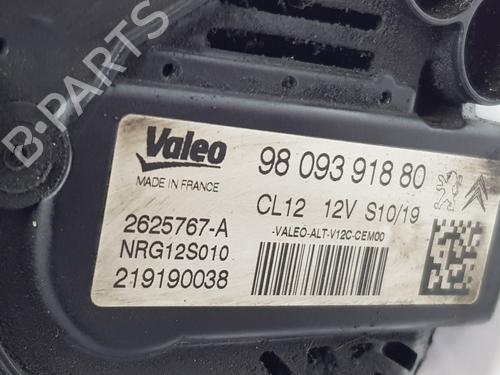 B-PARTS
Valeo
MADE IN FRANCE
98 093 918 80
CL12 12V S10/19
-VALEO-ALT-V12C-CEM00
2625767-A
NRG12S010
219190038